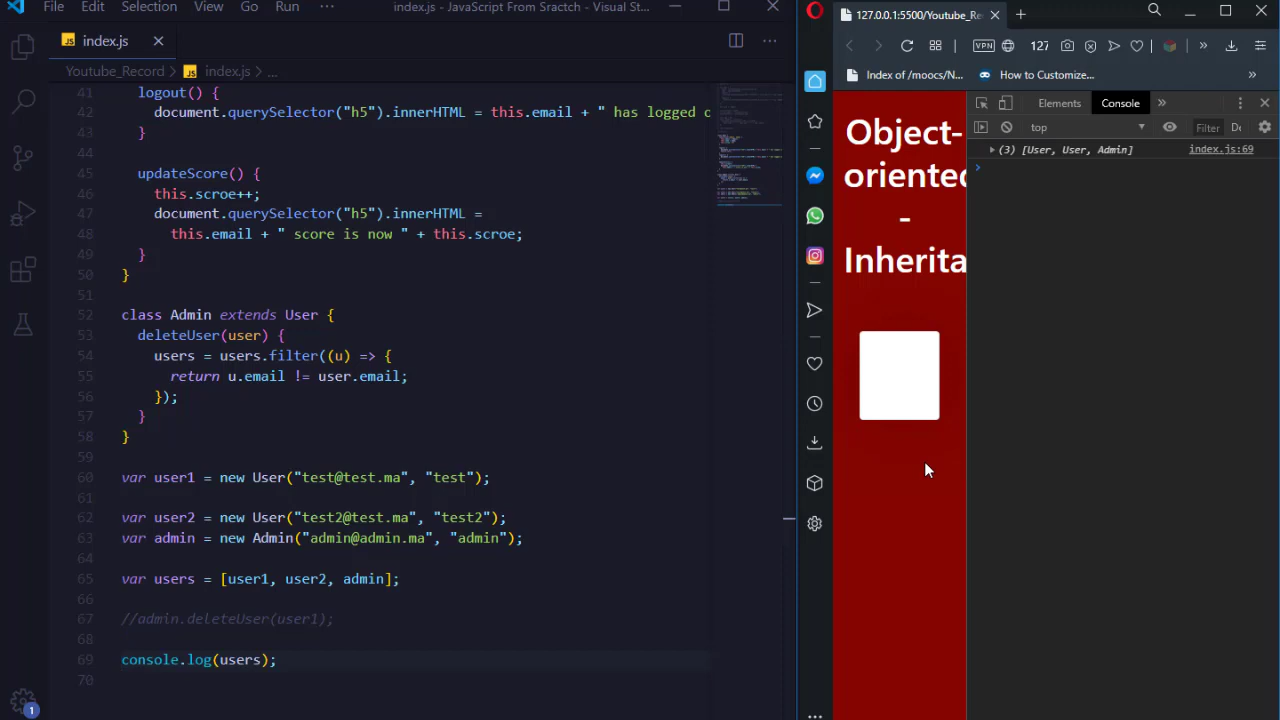 File Edit Selection View Go Run ··· index.js - JavaScript From Sractch - Visual St...
JS index.js
Youtube_Record > JS index.js > ...
41 logout() {
42 document.querySelector("h5").innerHTML = this.email + " has logged o
43 }
44
45 updateScore() {
46 this.scroe++;
47 document.querySelector("h5").innerHTML =
48 this.email + " score is now " + this.scroe;
49 }
50 }
51
52 class Admin extends User {
53 deleteUser(user) {
54 users = users.filter((u) => {
55 return u.email != user.email;
56 });
57 }
58 }
59
60 var user1 = new User("test@test.ma", "test");
61
62 var user2 = new User("test2@test.ma", "test2");
63 var admin = new Admin("admin@admin.ma", "admin");
64
65 var users = [user1, user2, admin];
66
67 //admin.deleteUser(user1);
68
69 console.log(users);
70
1
127.0.0.1:5500/Youtube_Re
VPN 127
Index of /moocs/N... How to Customize...
Elements Console
top Filter De
(3) [User, User, Admin] index.js:69
Object-
oriented
-
Inherita